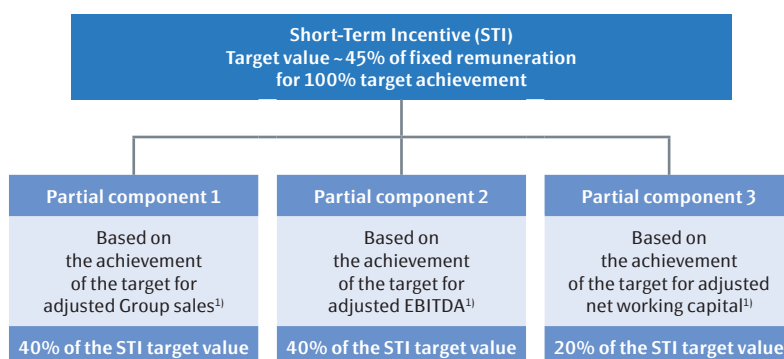 Short-Term Incentive (STI)
Target value ~45% of fixed remuneration
for 100% target achievement
Partial component 1
Based on
the achievement
of the target for
adjusted Group sales1)
40% of the STI target value
Partial component 2
Based on
the achievement
of the target for
adjusted EBITDA1)
40% of the STI target value
Partial component 3
Based on
the achievement
of the target for adjusted
net working capital1)
20% of the STI target value